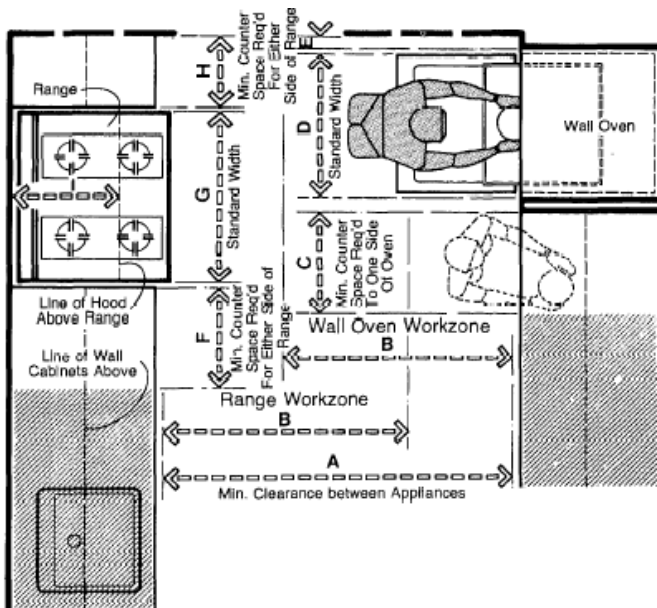 H
Min. Counter
Space Req'd
For Either
Side of Range
E
Range
D
Standard Width
Wall Oven
G
Standard Width
C
Min. Counter
Space Req'd
To One Side
Of Oven
Line of Hood
Above Range
F
Min. Counter
Space Req'd
For Either Side of
Range
Wall Oven Workzone
B
Line of Wall
Cabinets Above
Range Workzone
B
A
Min. Clearance between Appliances